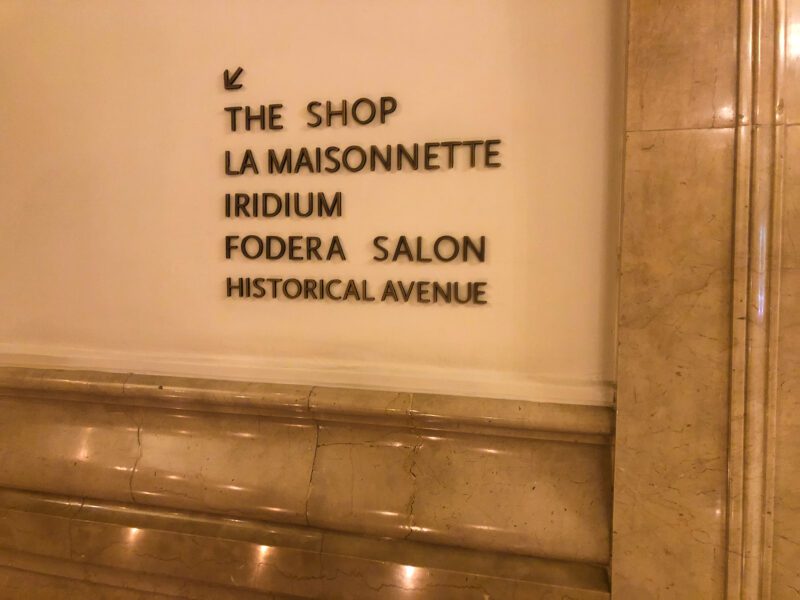 ↙
THE SHOP
LA MAISONNETTE
IRIDIUM
FODERA SALON
HISTORICAL AVENUE